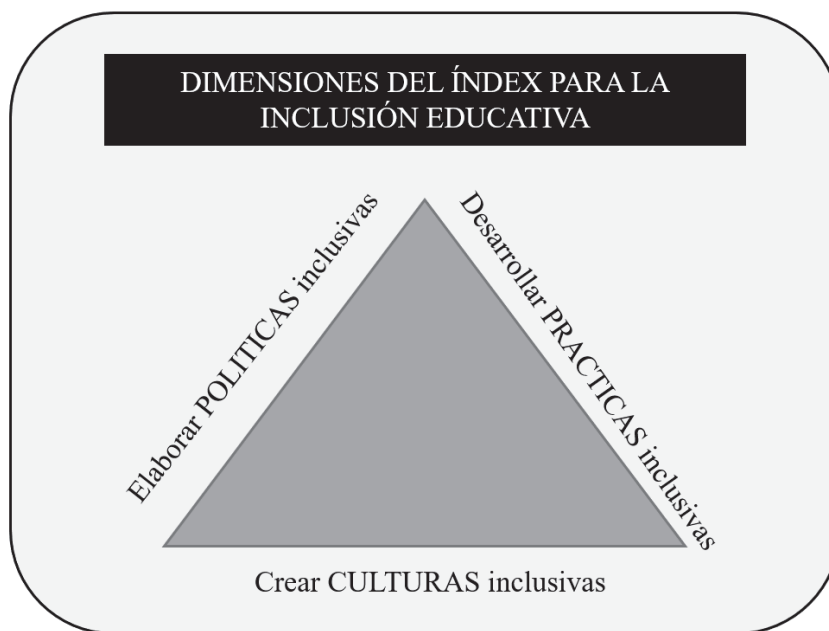 DIMENSIONES DEL ÍNDEX PARA LA
INCLUSIÓN EDUCATIVA
Elaborar POLITICAS inclusivas
Desarrollar PRACTICAS inclusivas
Crear CULTURAS inclusivas